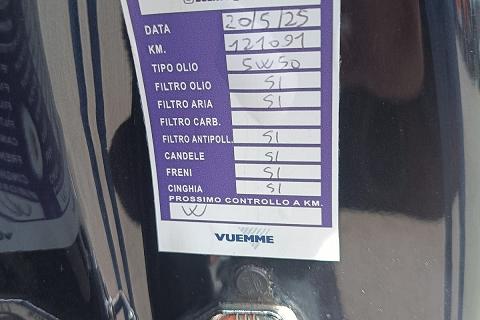 DATA 20/5/25
KM. 121091
TIPO OLIO 5W50
FILTRO OLIO SI
FILTRO ARIA SI
FILTRO CARB.
FILTRO ANTIPOLL. SI
CANDELE SI
FRENI SI
CINGHIA SI
PROSSIMO CONTROLLO A KM.
VUEMME